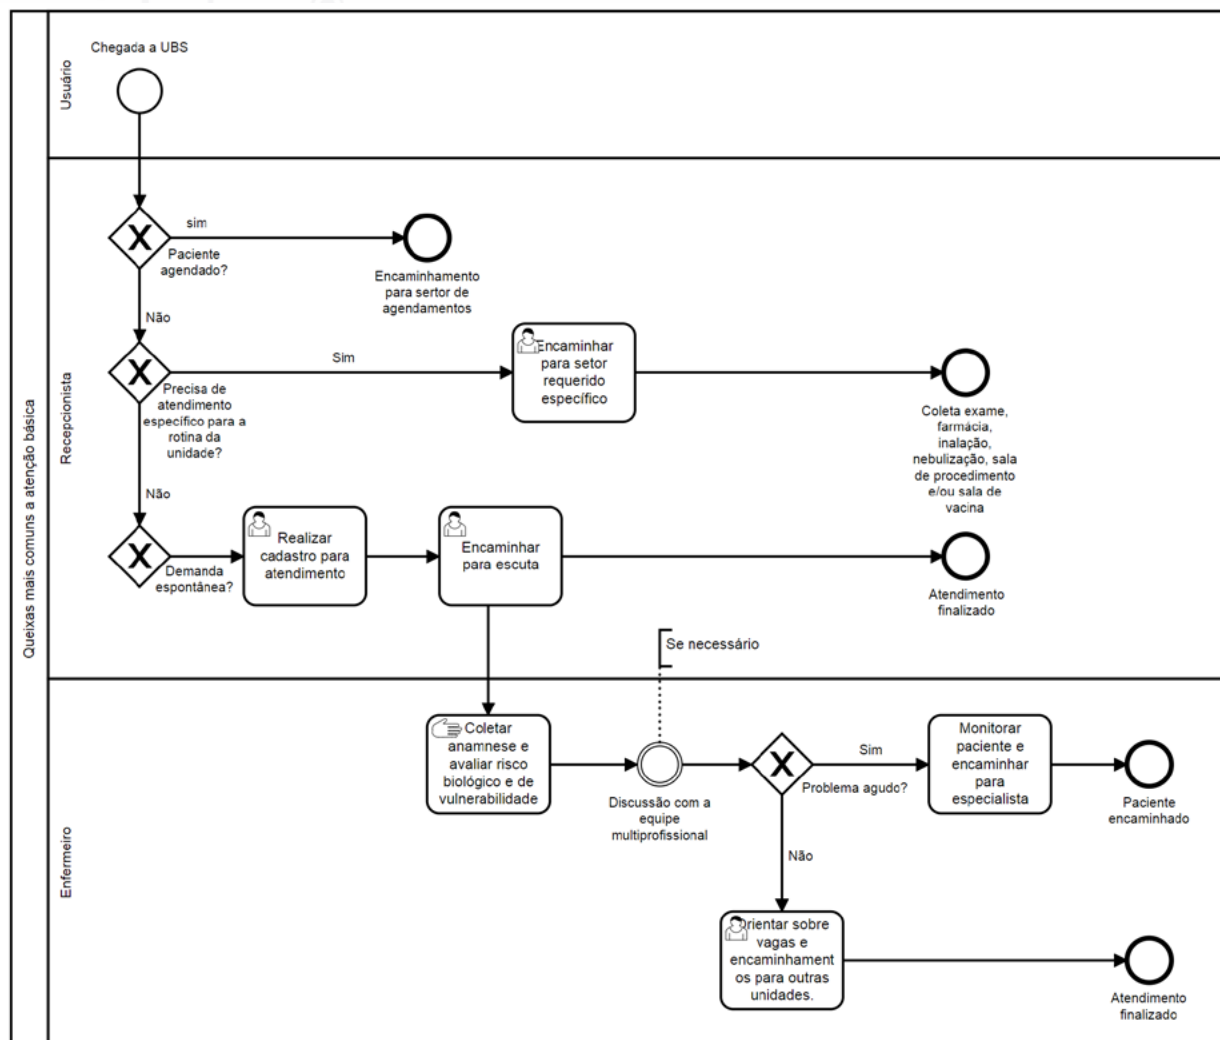 Queixas mais comuns a atenção básica
Usuário
Chegada a UBS
Recepcionista
sim
Paciente
agendado?
Encaminhamento
para sertor de
agendamentos
Não
Sim
Precisa de
atendimento
específico para a
rotina da
unidade?
Encaminhar
para setor
requerido
específico
Coleta exame,
farmácia,
inalação,
nebulização, sala
de procedimento
e/ou sala de
vacina
Não
Demanda
espontânea?
Realizar
cadastro para
atendimento
Encaminhar
para escuta
Atendimento
finalizado
Se necessário
Enfermeiro
Coletar
anamnese e
avaliar risco
biológico e de
vulnerabilidade
Discussão com a
equipe
multiprofissional
Sim
Problema agudo?
Monitorar
paciente e
encaminhar
para
especialista
Paciente
encaminhado
Não
Orientar sobre
vagas e
encaminhament
os para outras
unidades.
Atendimento
finalizado